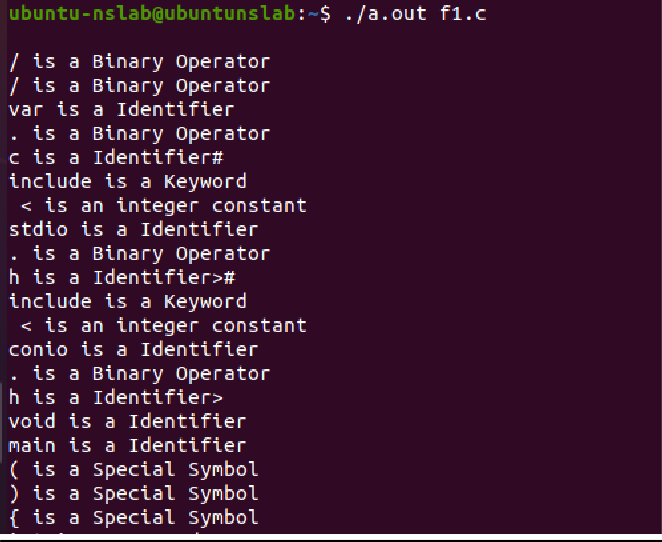 ubuntu-nslab@ubuntunslab:~$ ./a.out f1.c
/ is a Binary Operator
/ is a Binary Operator
var is a Identifier
. is a Binary Operator
c is a Identifier#
include is a Keyword
 < is an integer constant
stdio is a Identifier
. is a Binary Operator
h is a Identifier>#
include is a Keyword
 < is an integer constant
conio is a Identifier
. is a Binary Operator
h is a Identifier>
void is a Identifier
main is a Identifier
( is a Special Symbol
) is a Special Symbol
{ is a Special Symbol